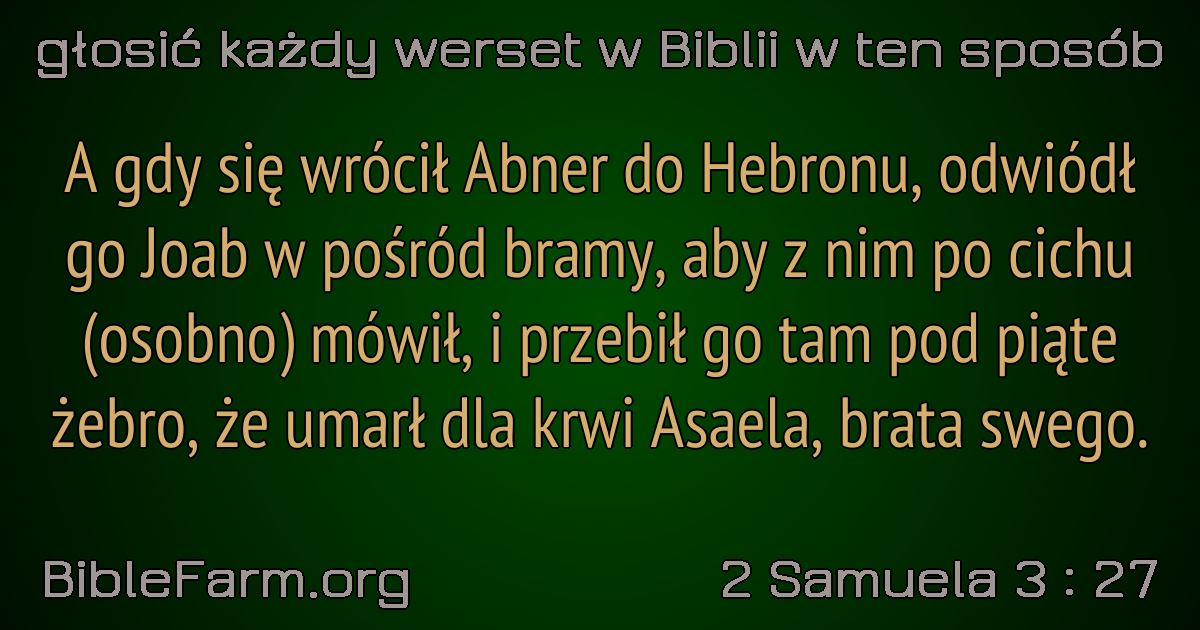 głosić każdy werset w Biblii w ten sposób
A gdy się wrócił Abner do Hebronu, odwiódł
go Joab w pośród bramy, aby z nim po cichu
(osobno) mówił, i przebił go tam pod piąte
żebro, że umarł dla krwi Asaela, brata swego.
BibleFarm.org
2 Samuela 3 : 27